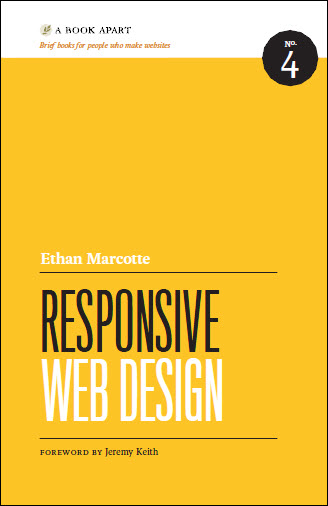 A BOOK APART
Brief books for people who make websites
No.
4
Ethan Marcotte
RESPONSIVE
WEB DESIGN
FOREWORD BY Jeremy Keith